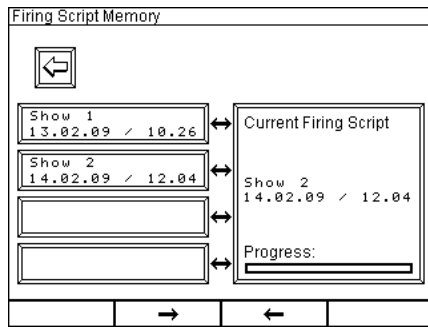 Firing Script Memory
Show 1
13.02.09 / 10.26
Show 2
14.02.09 / 12.04
Current Firing Script
Show 2
14.02.09 / 12.04
Progress: